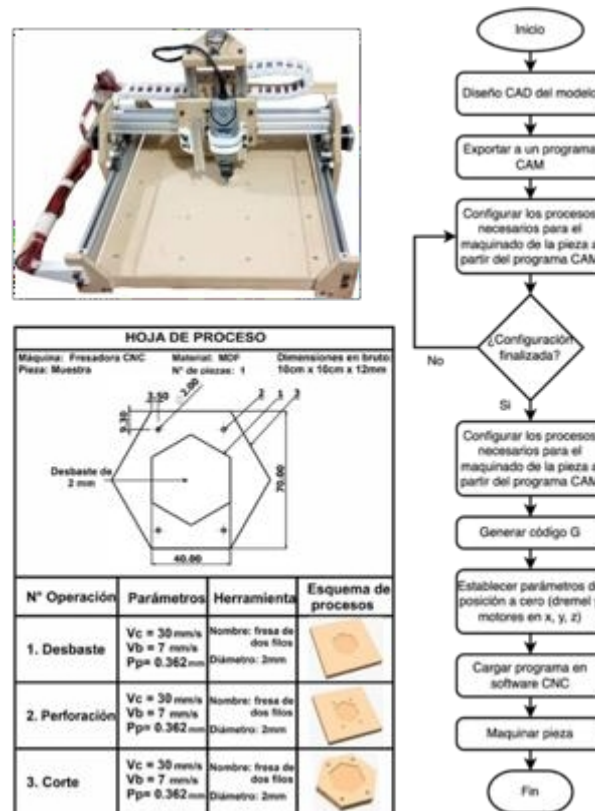 HOJA DE PROCESO
Máquina: Fresadora CNC Material: MDF Dimensiones en bruto:
Pieza: Muestra N° de piezas: 1 10cm x 10cm x 12mm
3.50
2.00
9.30
2
1
3
Desbaste de
2 mm
70.00
40.00
N° Operación Parámetros Herramienta Esquema de
procesos
1. Desbaste
Vc = 30 mm/s
Vb = 7 mm/s
Pp= 0.362 mm
Nombre: fresa de
dos filos
Diámetro: 2mm
2. Perforación
Vc = 30 mm/s
Vb = 7 mm/s
Pp= 0.362 mm
Nombre: fresa de
dos filos
Diámetro: 2mm
3. Corte
Vc = 30 mm/s
Vb = 7 mm/s
Pp= 0.362 mm
Nombre: fresa de
dos filos
Diámetro: 2mm
Inicio
Diseño CAD del modelo
Exportar a un programa
CAM
Configurar los procesos
necesarios para el
maquinado de la pieza a
partir del programa CAM
¿Configuración
finalizada?
No
Si
Configurar los procesos
necesarios para el
maquinado de la pieza a
partir del programa CAM
Generar código G
Establecer parámetros de
posición a cero (dremel y
motores en x, y, z)
Cargar programa en
software CNC
Maquinar pieza
Fin